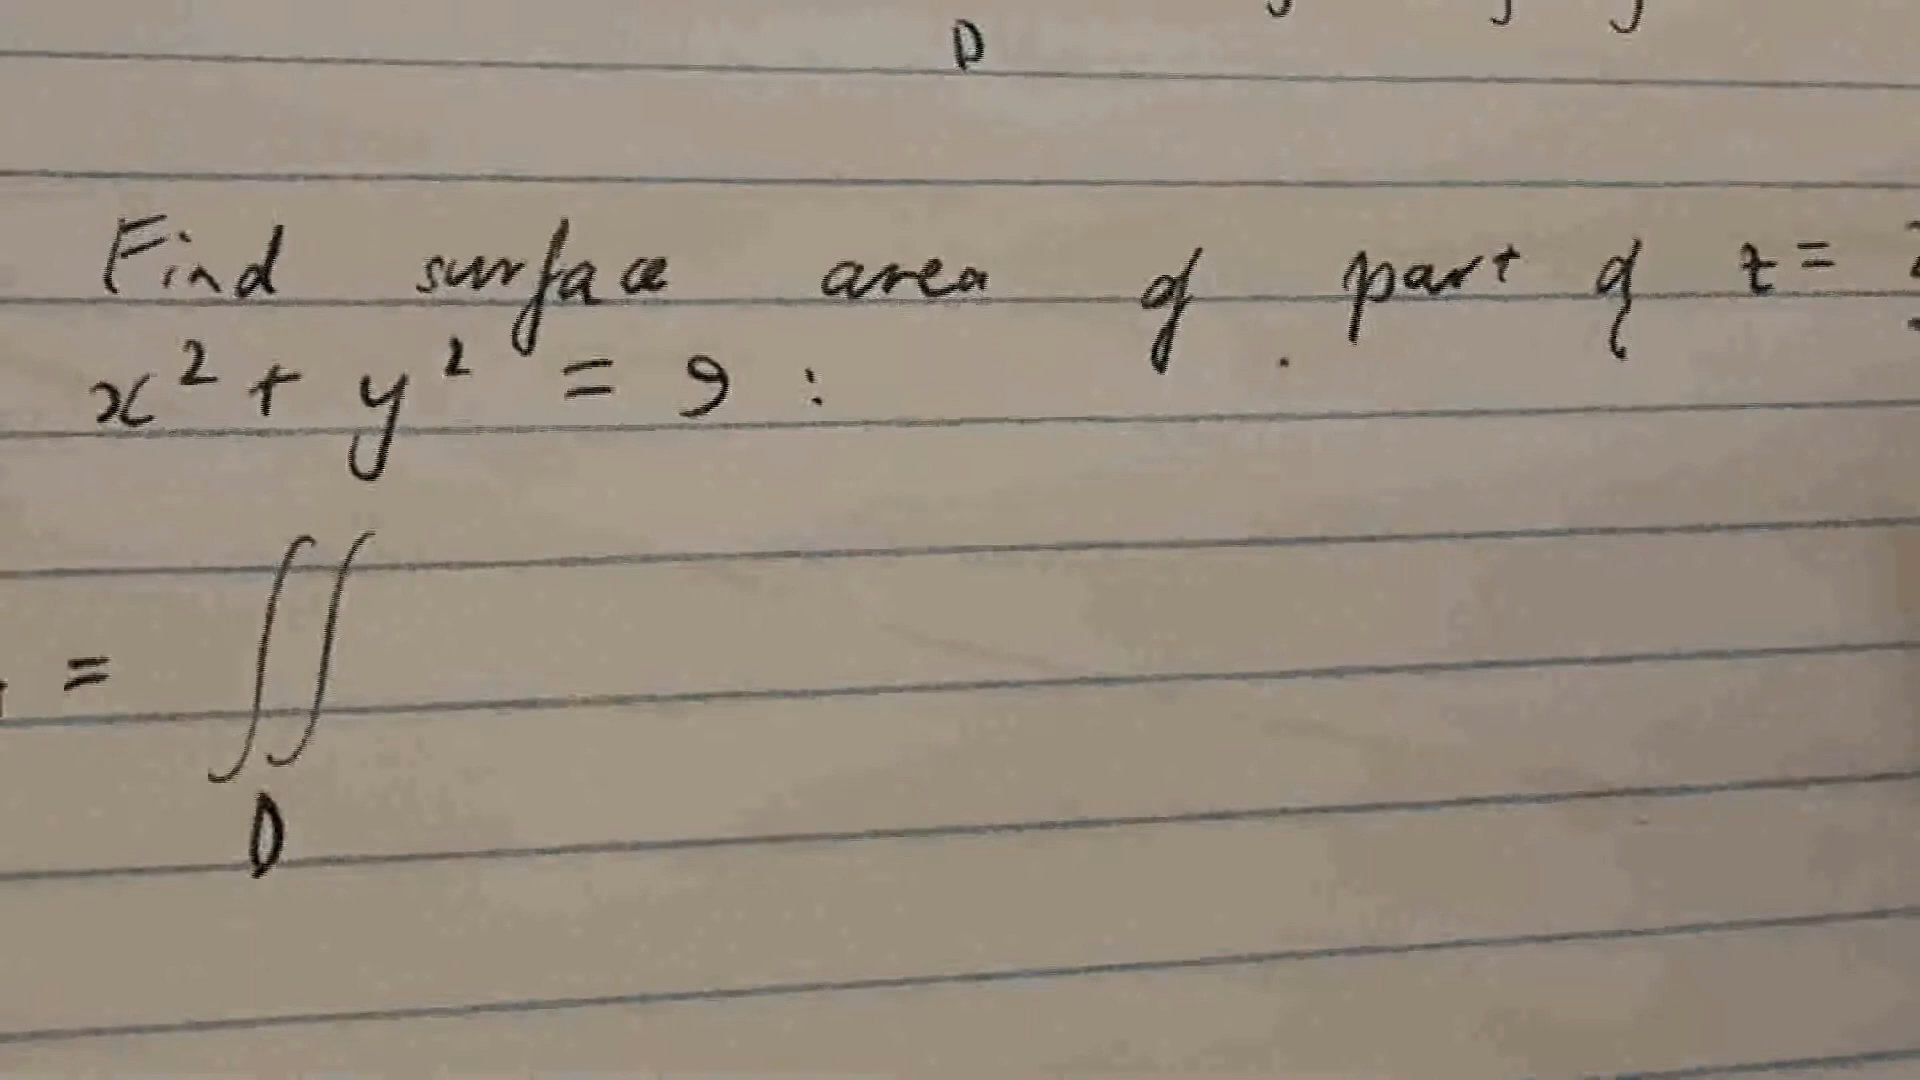 D
Find surface area of part of z =
x² + y² = 9 :
= ∬
D